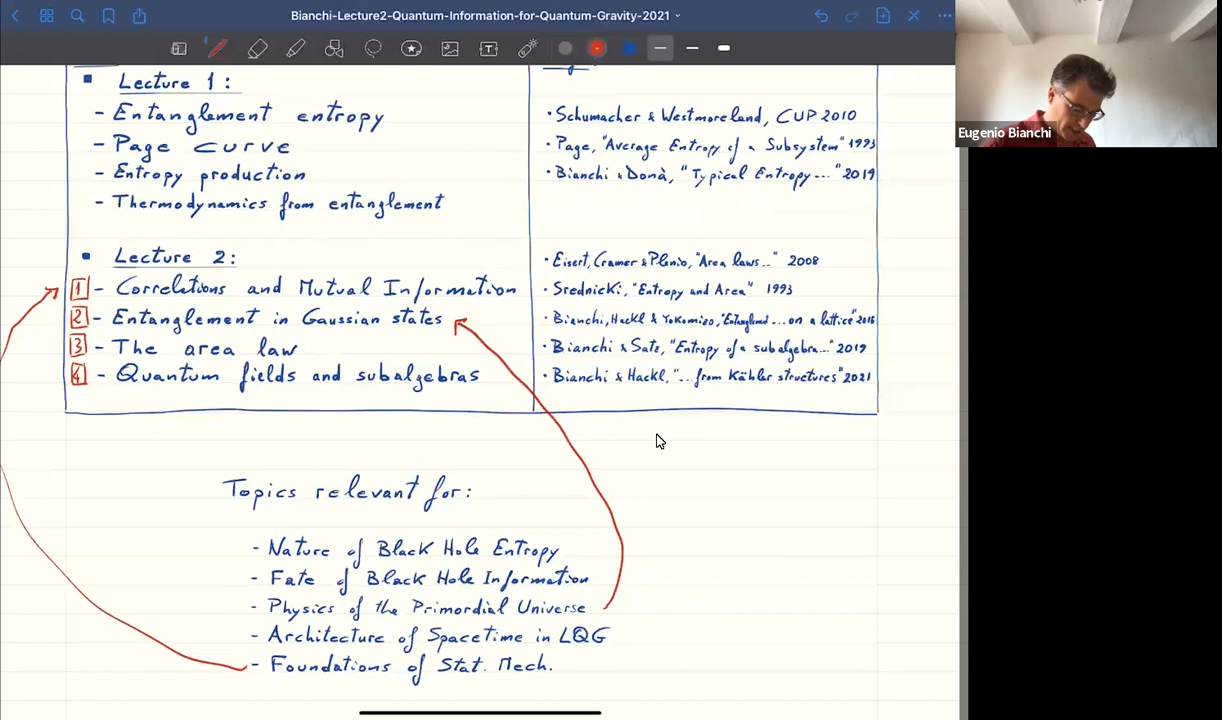 Bianchi-Lecture2-Quantum-Information-for-Quantum-Gravity-2021
Eugenio Bianchi
▪ Lecture 1:
- Entanglement entropy
- Page curve
- Entropy production
- Thermodynamics from entanglement
• Schumacher & Westmoreland, CUP 2010
• Page, "Average Entropy of a Subsystem" 1993
• Bianchi & Donà, "Typical Entropy..." 2019
▪ Lecture 2:
1 - Correlations and Mutual Information
2 - Entanglement in Gaussian states
3 - The area law
4 - Quantum fields and subalgebras
• Eisert, Cramer & Plenio, "Area laws.." 2008
• Srednicki, "Entropy and Area" 1993
• Bianchi, Hackl & Yokomizo, "Entanglement ... on a lattice" 2015
• Bianchi & Satz, "Entropy of a subalgebra..." 2019
• Bianchi & Hackl, "... from Kähler structures" 2021
Topics relevant for:
- Nature of Black Hole Entropy
- Fate of Black Hole Information
- Physics of the Primordial Universe
- Architecture of Spacetime in LQG
- Foundations of Stat. Mech.